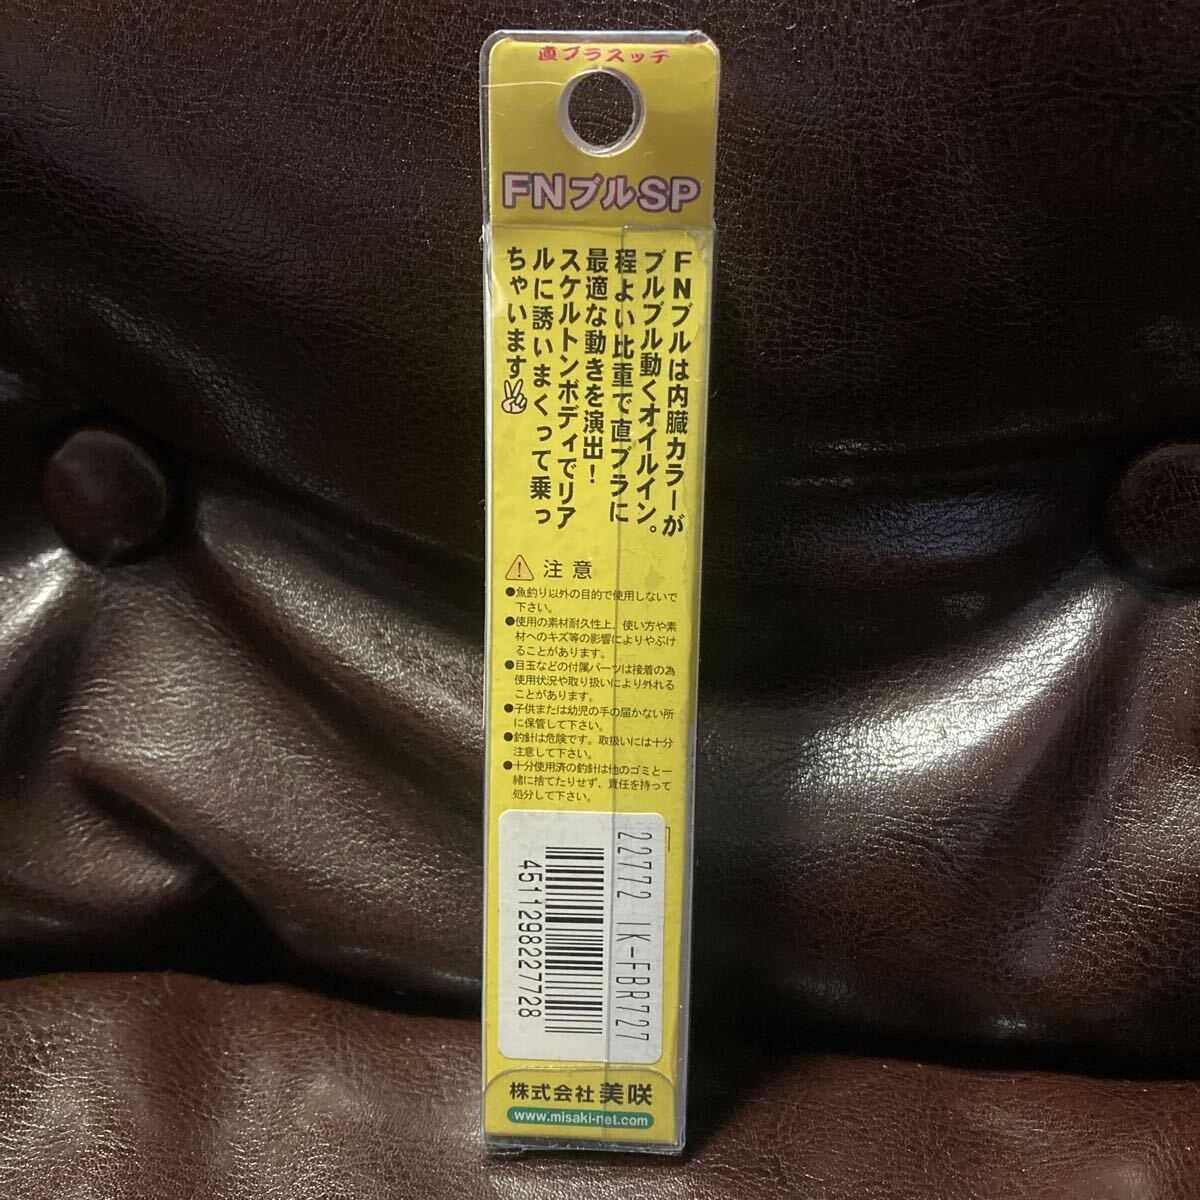 直ブラスッテ
FNブルSP
FNブルは内臓カラーが
ブルブル動くオイルイン。
程よい比重で直ブラに
最適な動きを演出!
スケルトンボディでリア
ルに誘いまくって乗っ
ちゃいます✌
注意
●魚釣り以外の目的で使用しないで
下さい。
●使用の素材耐久性上、使い方や素
材へのキズ等の影響によりやぶけ
ることがあります。
●目玉などの付属パーツは接着の為
使用状況や取り扱いにより外れる
ことがあります。
●子供または幼児の手の届かない所
に保管して下さい。
●釣針は危険です。取扱いには十分
注意して下さい。
●十分使用済の釣針は他のゴミと一
緒に捨てたりせず、責任を持って
処分して下さい。
22772 IK-FBR727
4511298227728
株式会社 美咲
www.misaki-net.com